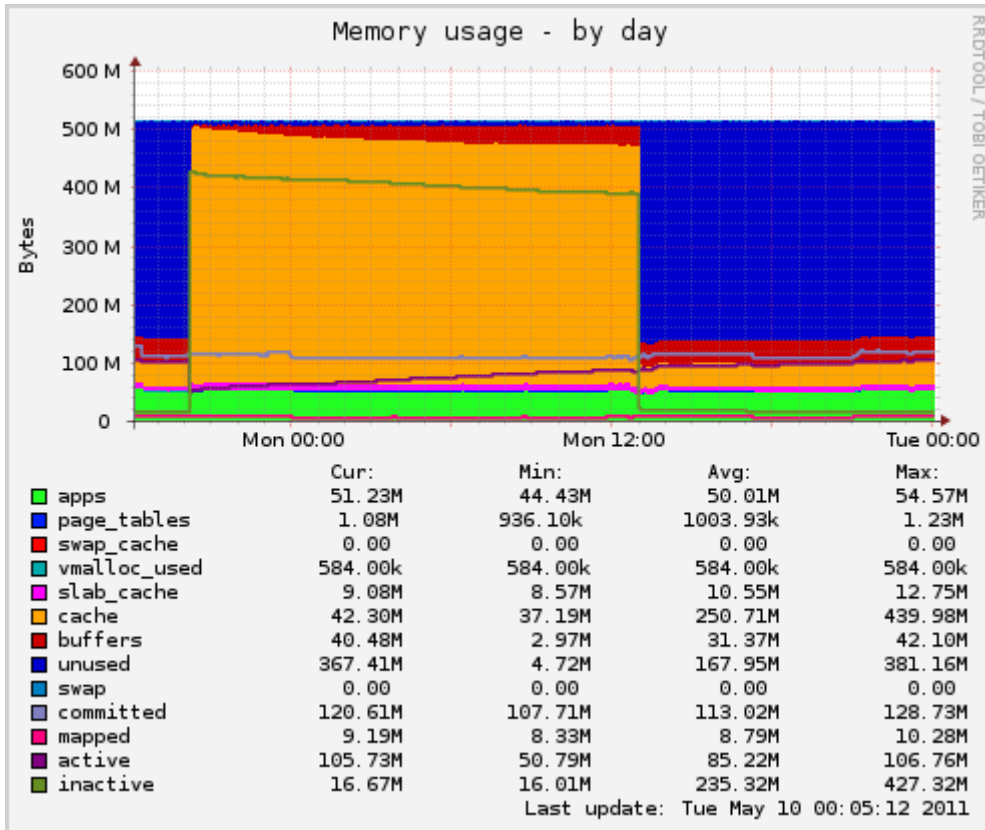 Memory usage - by day
RRDTOOL / TOBI OETIKER
Bytes
600 M
500 M
400 M
300 M
200 M
100 M
0
Mon 00:00 Mon 12:00 Tue 00:00
Cur: Min: Avg: Max:
apps 51.23M 44.43M 50.01M 54.57M
page_tables 1.08M 936.10k 1003.93k 1.23M
swap_cache 0.00 0.00 0.00 0.00
vmalloc_used 584.00k 584.00k 584.00k 584.00k
slab_cache 9.08M 8.57M 10.55M 12.75M
cache 42.30M 37.19M 250.71M 439.98M
buffers 40.48M 2.97M 31.37M 42.10M
unused 367.41M 4.72M 167.95M 381.16M
swap 0.00 0.00 0.00 0.00
committed 120.61M 107.71M 113.02M 128.73M
mapped 9.19M 8.33M 8.79M 10.28M
active 105.73M 50.79M 85.22M 106.76M
inactive 16.67M 16.01M 235.32M 427.32M
Last update: Tue May 10 00:05:12 2011